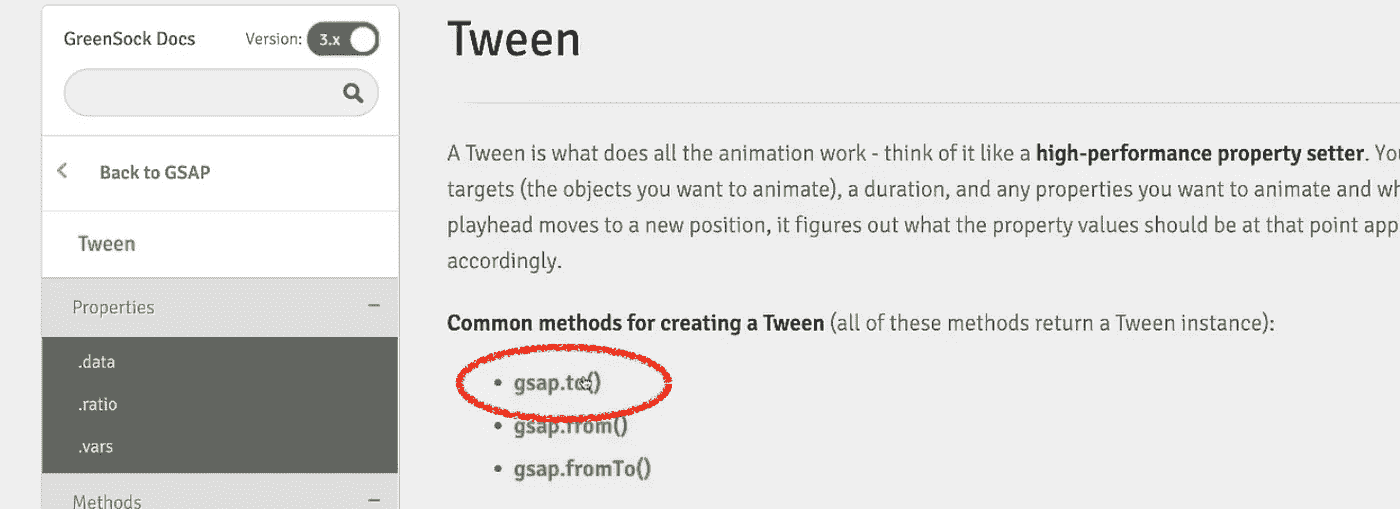 GreenSock Docs
Version: 3.x
Back to GSAP
Tween
Properties
.data
.ratio
.vars
Methods
Tween
A Tween is what does all the animation work - think of it like a high-performance property setter. You
targets (the objects you want to animate), a duration, and any properties you want to animate and wh
playhead moves to a new position, it figures out what the property values should be at that point app
accordingly.
Common methods for creating a Tween (all of these methods return a Tween instance):
• gsap.to()
• gsap.from()
• gsap.fromTo()